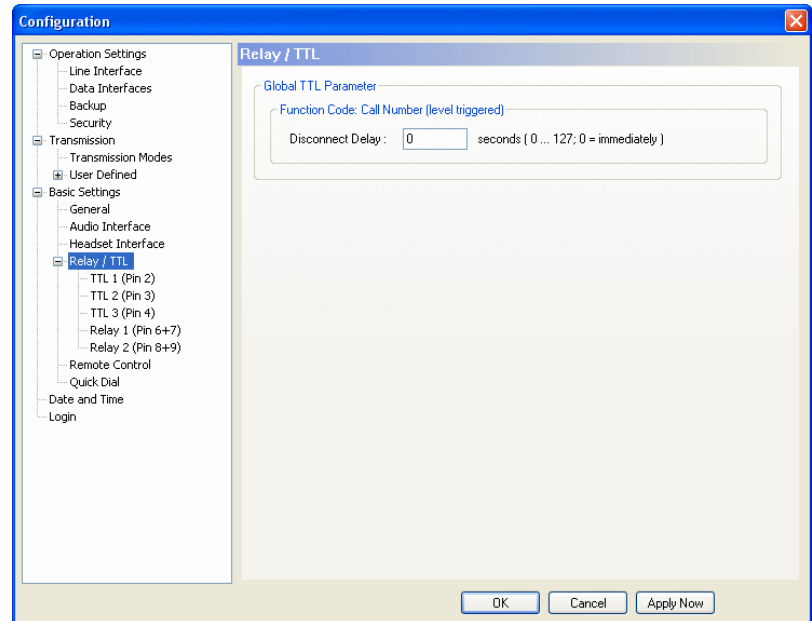 Configuration
Operation Settings
Line Interface
Data Interfaces
Backup
Security
Transmission
Transmission Modes
User Defined
Basic Settings
General
Audio Interface
Headset Interface
Relay / TTL
TTL 1 (Pin 2)
TTL 2 (Pin 3)
TTL 3 (Pin 4)
Relay 1 (Pin 6+7)
Relay 2 (Pin 8+9)
Remote Control
Quick Dial
Date and Time
Login
Relay / TTL
Global TTL Parameter
Function Code: Call Number (level triggered)
Disconnect Delay : 0 seconds ( 0 ... 127; 0 = immediately )
OK Cancel Apply Now